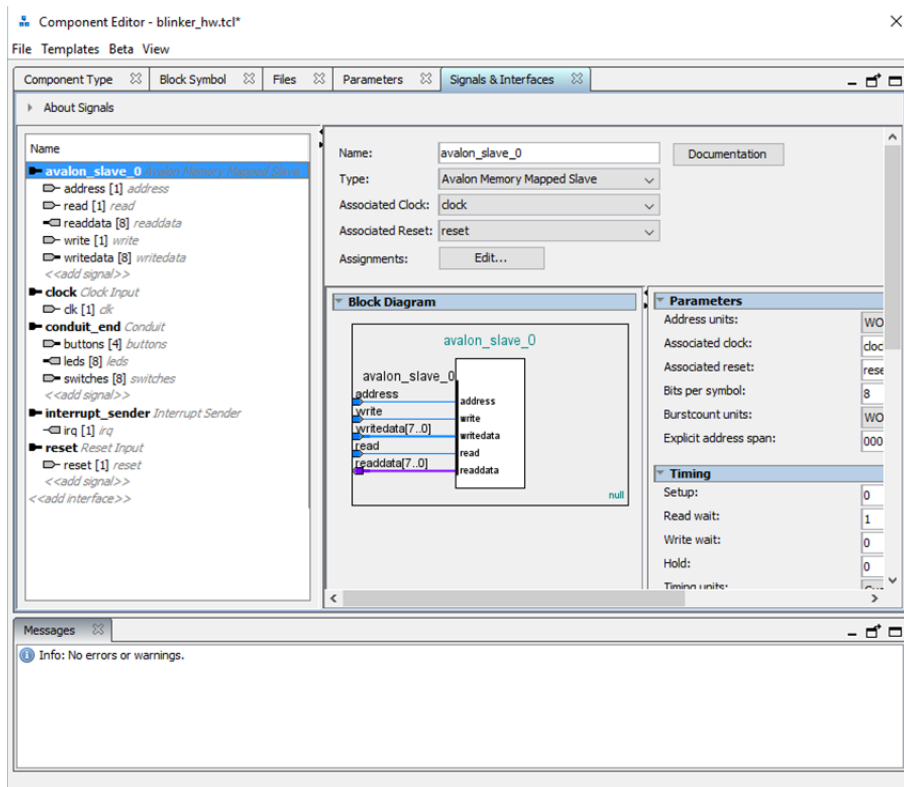 Component Editor - blinker_hw.tcl*
File Templates Beta View
Component Type Block Symbol Files Parameters Signals & Interfaces
About Signals
Name
avalon_slave_0 Avalon Memory Mapped Slave
address [1] address
read [1] read
readdata [8] readdata
write [1] write
writedata [8] writedata
<<add signal>>
clock Clock Input
clk [1] clk
conduit_end Conduit
buttons [4] buttons
leds [8] leds
switches [8] switches
<<add signal>>
interrupt_sender Interrupt Sender
irq [1] irq
reset Reset Input
reset [1] reset
<<add signal>>
<<add interface>>
Name: avalon_slave_0 Documentation
Type: Avalon Memory Mapped Slave
Associated Clock: clock
Associated Reset: reset
Assignments: Edit...
Block Diagram
avalon_slave_0
avalon_slave_0
address address
write write
writedata[7..0] writedata
read read
readdata[7..0] readdata
null
Parameters
Address units: WO
Associated clock: cloc
Associated reset: rese
Bits per symbol: 8
Burstcount units: WO
Explicit address span: 000
Timing
Setup: 0
Read wait: 1
Write wait: 0
Hold: 0
Timing units:
Messages
Info: No errors or warnings.